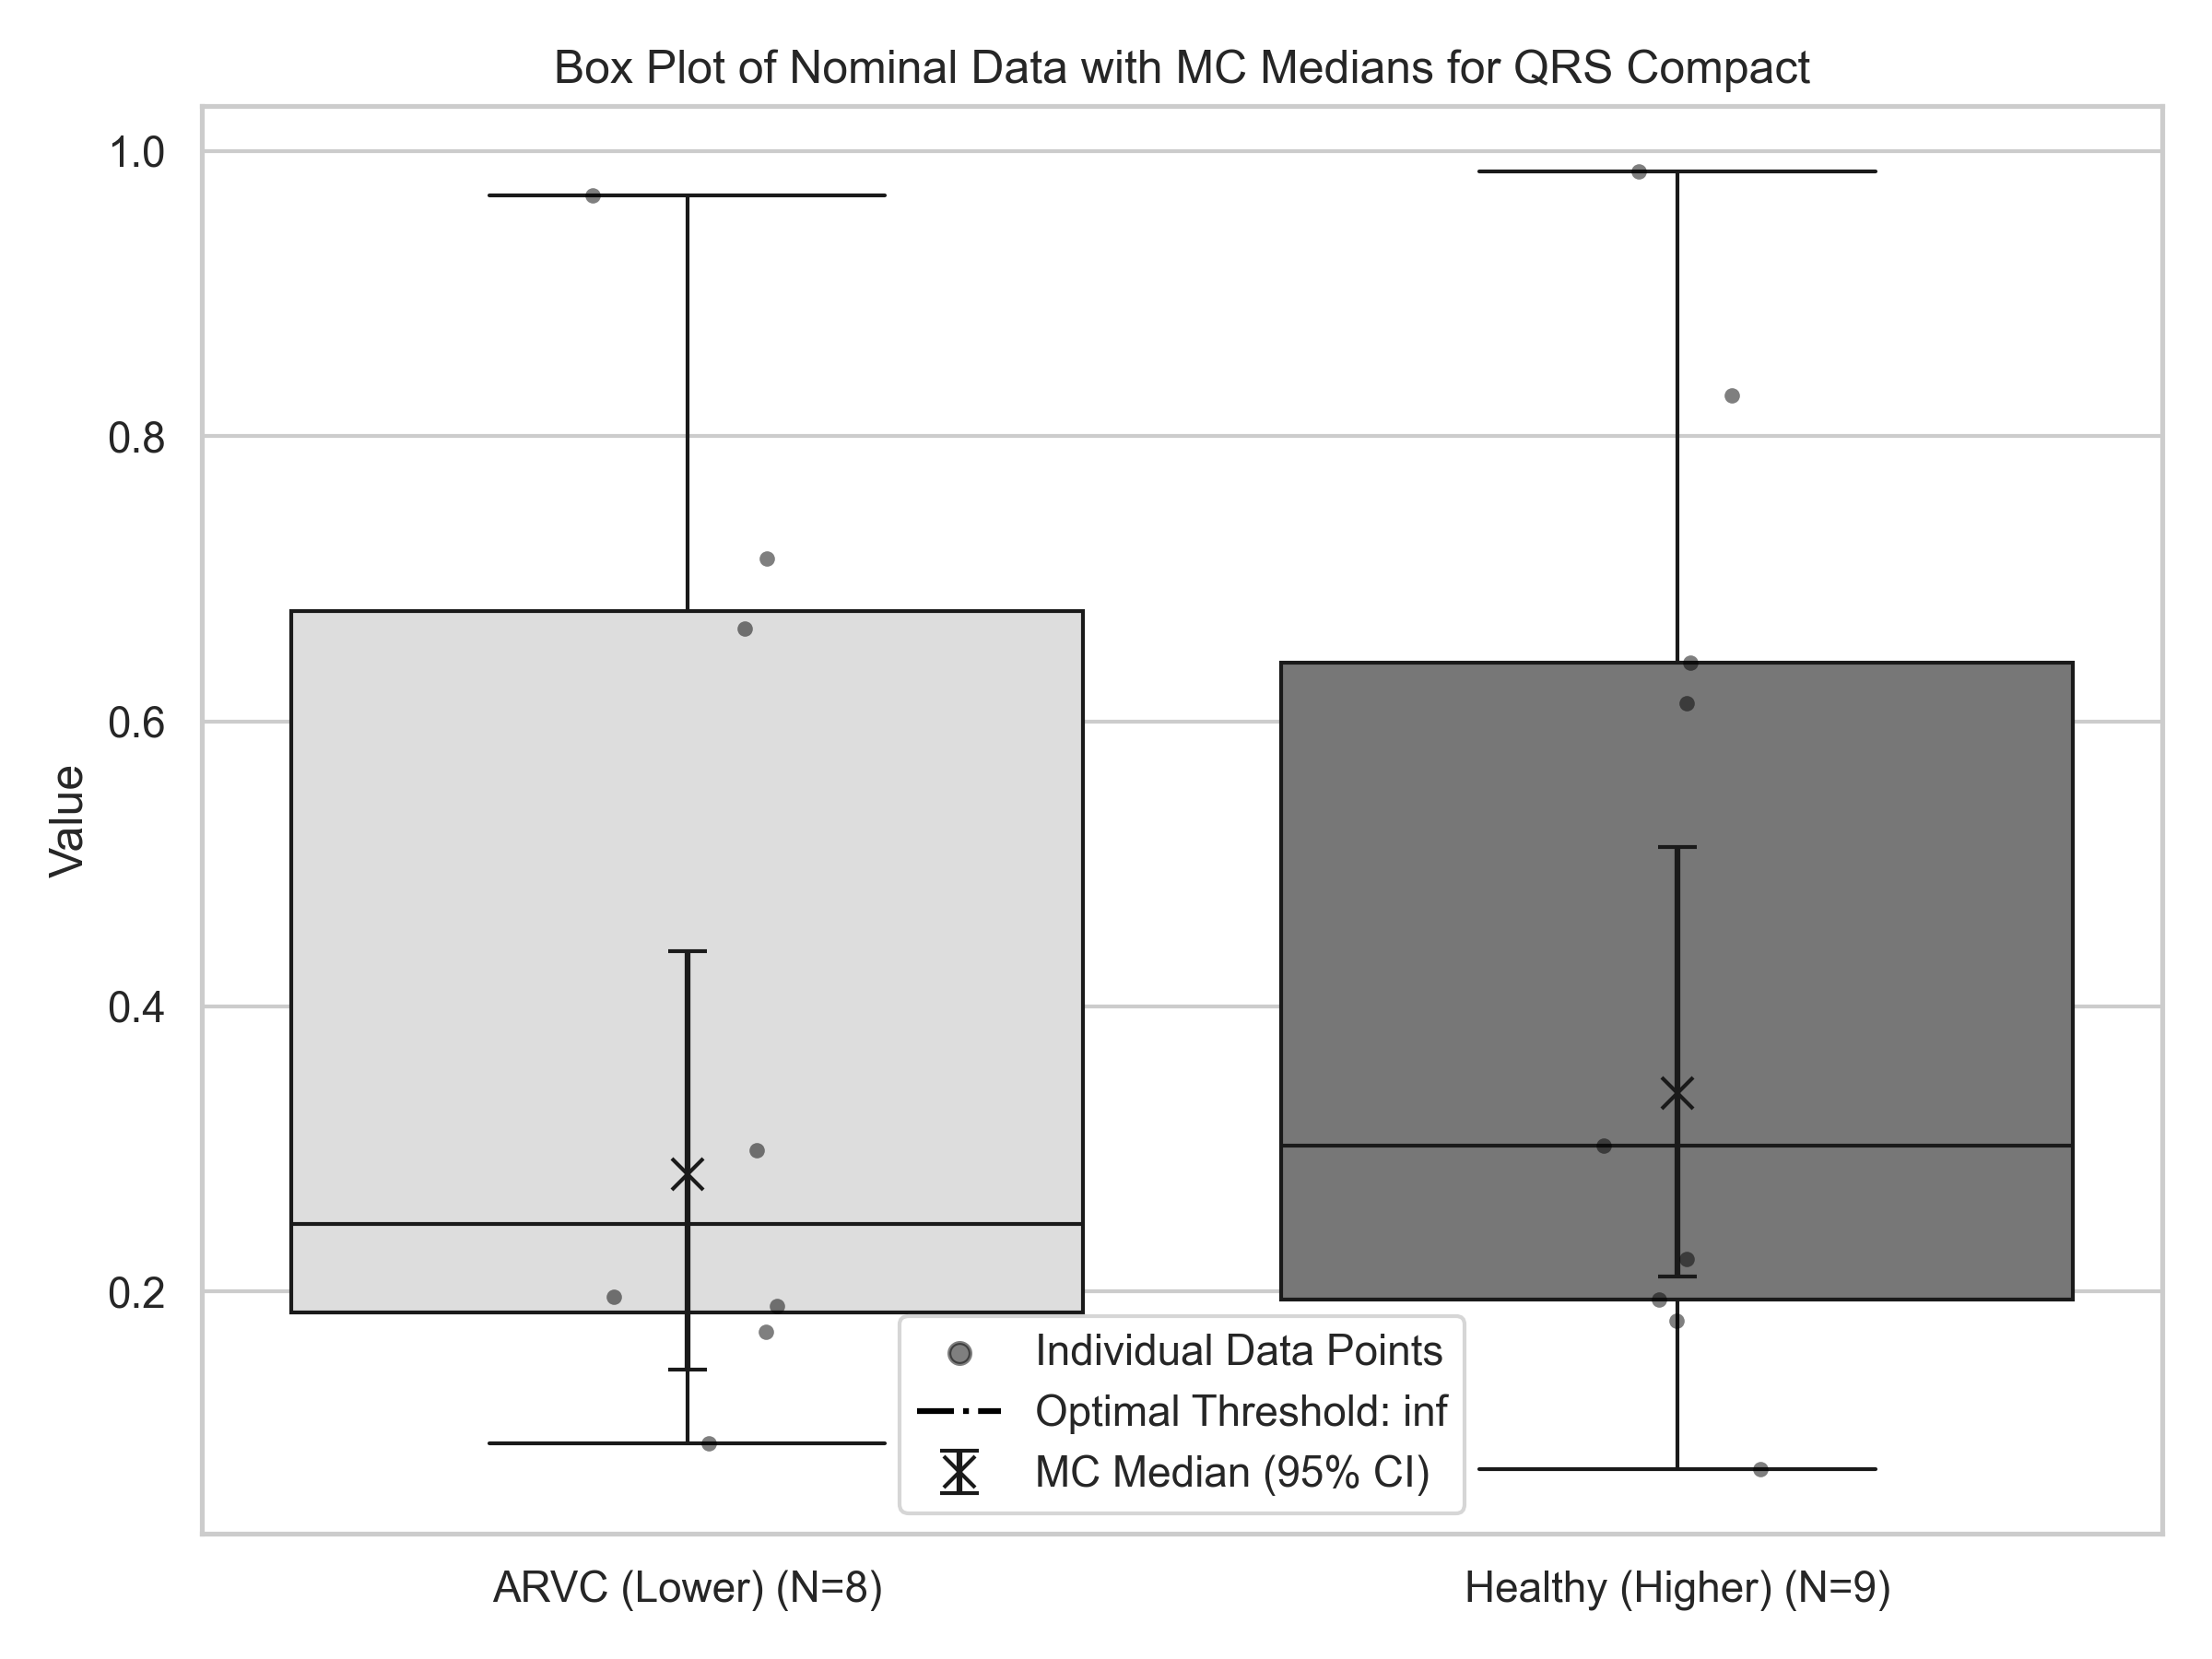 Box Plot of Nominal Data with MC Medians for QRS Compact
1.0
0.8
0.6
0.4
0.2
Value
Individual Data Points
Optimal Threshold: inf
MC Median (95% CI)
ARVC (Lower) (N=8)
Healthy (Higher) (N=9)